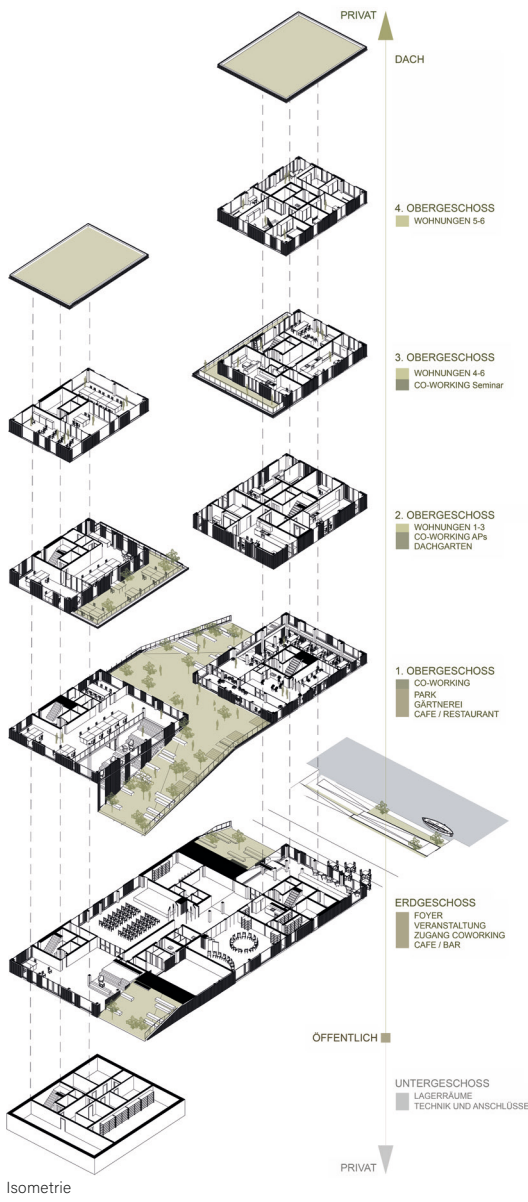 PRIVAT
DACH
4. OBERGESCHOSS
WOHNUNGEN 5-6
3. OBERGESCHOSS
WOHNUNGEN 4-6
CO-WORKING Seminar
2. OBERGESCHOSS
WOHNUNGEN 1-3
CO-WORKING APs
DACHGARTEN
1. OBERGESCHOSS
CO-WORKING
PARK
GÄRTNEREI
CAFE / RESTAURANT
ERDGESCHOSS
FOYER
VERANSTALTUNG
ZUGANG COWORKING
CAFE / BAR
ÖFFENTLICH
UNTERGESCHOSS
LAGERRÄUME
TECHNIK UND ANSCHLÜSSE
PRIVAT
Isometrie